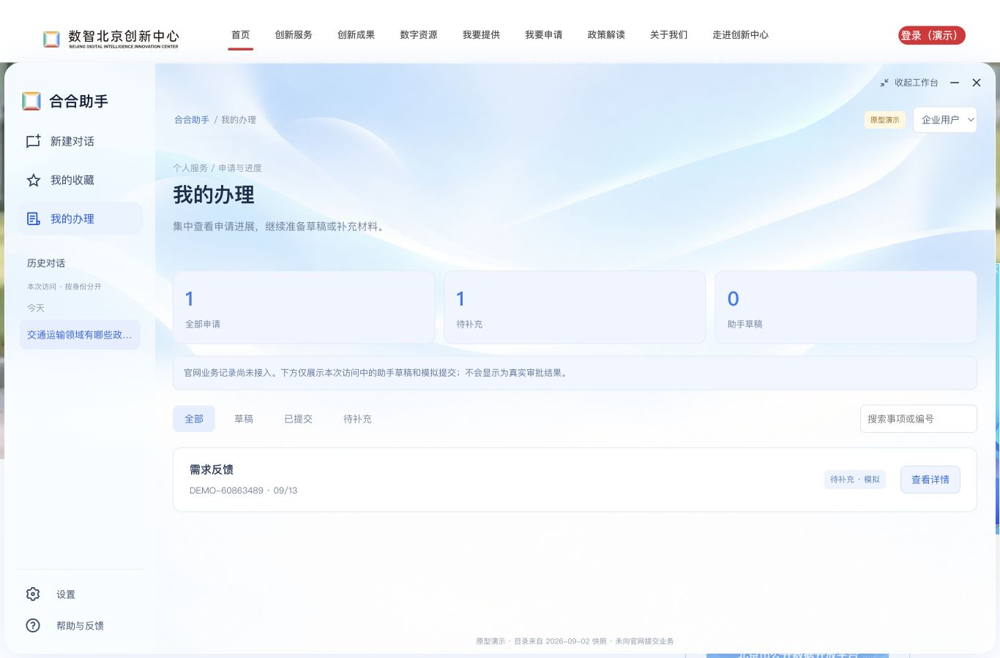 数智北京创新中心
BEIJING DIGITAL INTELLIGENCE INNOVATION CENTER
首页 创新服务 创新成果 数字资源 我要提供 我要申请 政策解读 关于我们 走进创新中心
登录（演示）
合合助手
新建对话
我的收藏
我的办理
历史对话
本次访问 · 按身份分开
今天
交通运输领域有哪些政...
设置
帮助与反馈
收起工作台
合合助手 / 我的办理
原型演示
企业用户
个人服务 / 申请与进度
我的办理
集中查看申请进展，继续准备草稿或补充材料。
1
全部申请
1
待补充
0
助手草稿
官网业务记录尚未接入。下方仅展示本次访问中的助手草稿和模拟提交；不会显示为真实审批结果。
全部 草稿 已提交 待补充
搜索事项或编号
需求反馈
DEMO-60863489 · 09/13
待补充 · 模拟
查看详情
原型演示 · 目录来自 2026-09-02 快照 · 未向官网提交业务